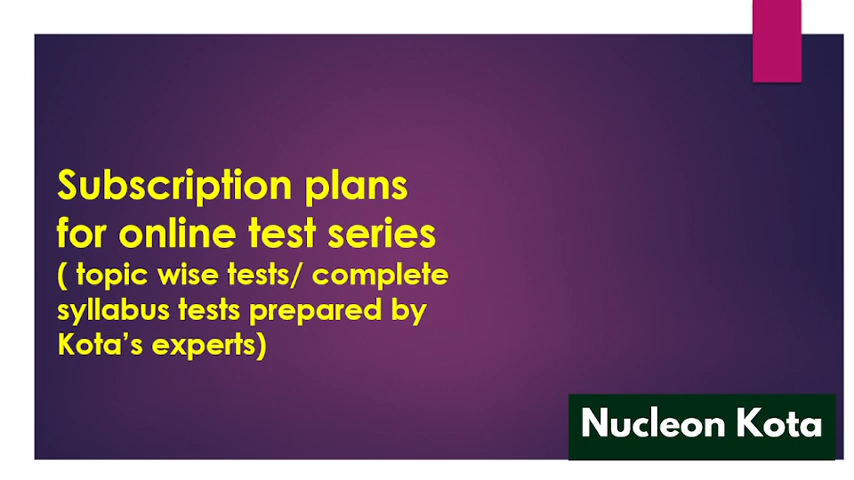 Subscription plans
for online test series
( topic wise tests/ complete
syllabus tests prepared by
Kota’s experts)
Nucleon Kota